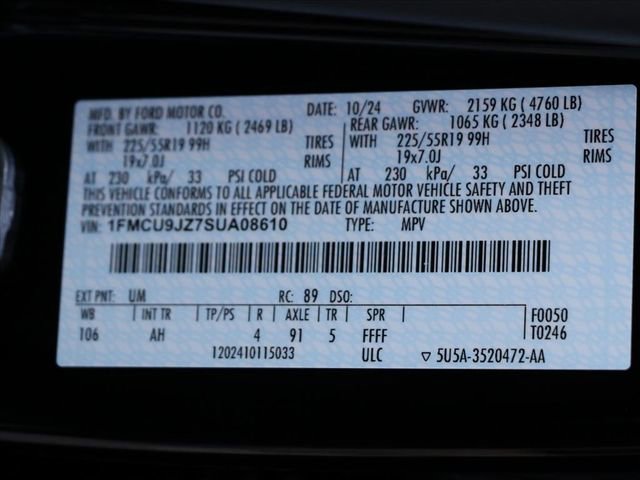 MFD. BY FORD MOTOR CO. DATE: 10/24 GVWR: 2159 KG ( 4760 LB)
FRONT GAWR: 1120 KG ( 2469 LB) REAR GAWR: 1065 KG ( 2348 LB)
WITH 225/55R19 99H TIRES WITH 225/55R19 99H TIRES
19x7.0J RIMS 19x7.0J RIMS
AT 230 kPa/ 33 PSI COLD AT 230 kPa/ 33 PSI COLD
THIS VEHICLE CONFORMS TO ALL APPLICABLE FEDERAL MOTOR VEHICLE SAFETY AND THEFT
PREVENTION STANDARDS IN EFFECT ON THE DATE OF MANUFACTURE SHOWN ABOVE.
VIN: 1FMCU9JZ7SUA08610 TYPE: MPV
EXT PNT: UM RC: 89 DSO:
WB INT TR TP/PS R AXLE TR SPR F0050
106 AH 4 91 5 FFFF T0246
1202410115033 ULC ▽ 5U5A-3520472-AA